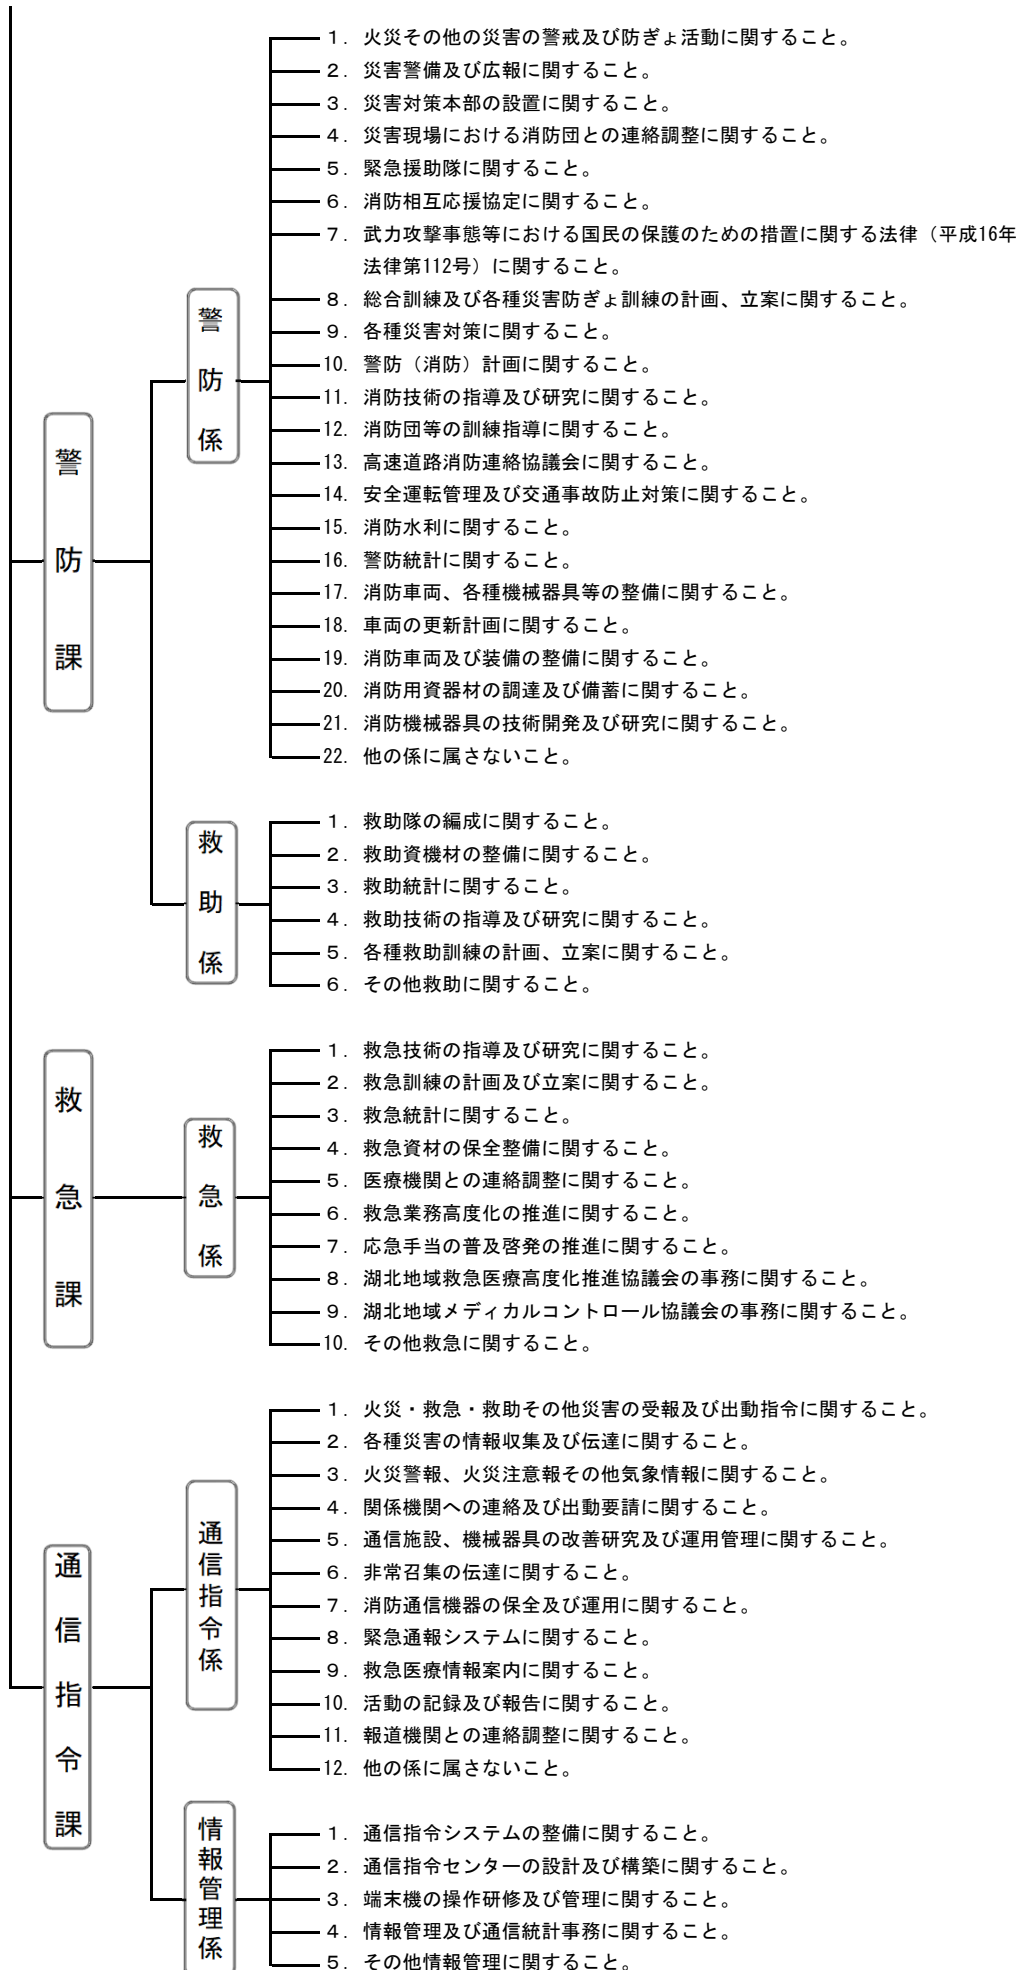 警防課
警防係
1. 火災その他の災害の警戒及び防ぎょ活動に関すること。
2. 災害警備及び広報に関すること。
3. 災害対策本部の設置に関すること。
4. 災害現場における消防団との連絡調整に関すること。
5. 緊急援助隊に関すること。
6. 消防相互応援協定に関すること。
7. 武力攻撃事態等における国民の保護のための措置に関する法律（平成16年
法律第112号）に関すること。
8. 総合訓練及び各種災害防ぎょ訓練の計画、立案に関すること。
9. 各種災害対策に関すること。
10. 警防（消防）計画に関すること。
11. 消防技術の指導及び研究に関すること。
12. 消防団等の訓練指導に関すること。
13. 高速道路消防連絡協議会に関すること。
14. 安全運転管理及び交通事故防止対策に関すること。
15. 消防水利に関すること。
16. 警防統計に関すること。
17. 消防車両、各種機械器具等の整備に関すること。
18. 車両の更新計画に関すること。
19. 消防車両及び装備の整備に関すること。
20. 消防用資器材の調達及び備蓄に関すること。
21. 消防機械器具の技術開発及び研究に関すること。
22. 他の係に属さないこと。
救助係
1. 救助隊の編成に関すること。
2. 救助資機材の整備に関すること。
3. 救助統計に関すること。
4. 救助技術の指導及び研究に関すること。
5. 各種救助訓練の計画、立案に関すること。
6. その他救助に関すること。
救急課
救急係
1. 救急技術の指導及び研究に関すること。
2. 救急訓練の計画及び立案に関すること。
3. 救急統計に関すること。
4. 救急資材の保全整備に関すること。
5. 医療機関との連絡調整に関すること。
6. 救急業務高度化の推進に関すること。
7. 応急手当の普及啓発の推進に関すること。
8. 湖北地域救急医療高度化推進協議会の事務に関すること。
9. 湖北地域メディカルコントロール協議会の事務に関すること。
10. その他救急に関すること。
通信指令課
通信指令係
1. 火災・救急・救助その他災害の受報及び出動指令に関すること。
2. 各種災害の情報収集及び伝達に関すること。
3. 火災警報、火災注意報その他気象情報に関すること。
4. 関係機関への連絡及び出動要請に関すること。
5. 通信施設、機械器具の改善研究及び運用管理に関すること。
6. 非常召集の伝達に関すること。
7. 消防通信機器の保全及び運用に関すること。
8. 緊急通報システムに関すること。
9. 救急医療情報案内に関すること。
10. 活動の記録及び報告に関すること。
11. 報道機関との連絡調整に関すること。
12. 他の係に属さないこと。
情報管理係
1. 通信指令システムの整備に関すること。
2. 通信指令センターの設計及び構築に関すること。
3. 端末機の操作研修及び管理に関すること。
4. 情報管理及び通信統計事務に関すること。
5. その他情報管理に関すること。